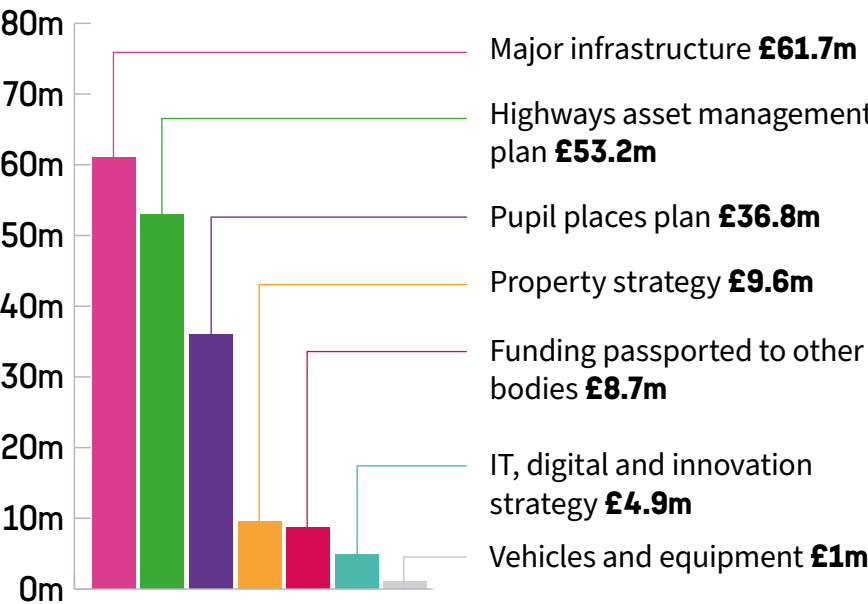 80m
70m
60m
50m
40m
30m
20m
10m
0m
Major infrastructure £61.7m
Highways asset management
plan £53.2m
Pupil places plan £36.8m
Property strategy £9.6m
Funding passported to other
bodies £8.7m
IT, digital and innovation
strategy £4.9m
Vehicles and equipment £1m